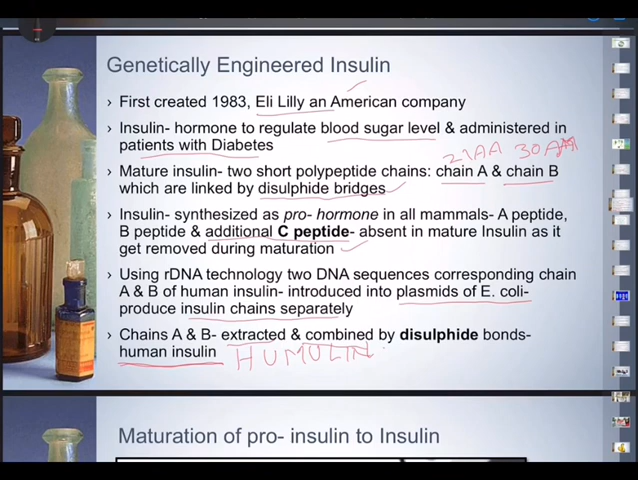 Genetically Engineered Insulin
› First created 1983, Eli Lilly an American company
› Insulin- hormone to regulate blood sugar level & administered in
patients with Diabetes
21AA 30AA
› Mature insulin- two short polypeptide chains: chain A & chain B
which are linked by disulphide bridges
› Insulin- synthesized as pro- hormone in all mammals- A peptide,
B peptide & additional C peptide- absent in mature Insulin as it
get removed during maturation
› Using rDNA technology two DNA sequences corresponding chain
A & B of human insulin- introduced into plasmids of E. coli-
produce insulin chains separately
› Chains A & B- extracted & combined by disulphide bonds-
human insulin HUMULIN
Maturation of pro- insulin to Insulin